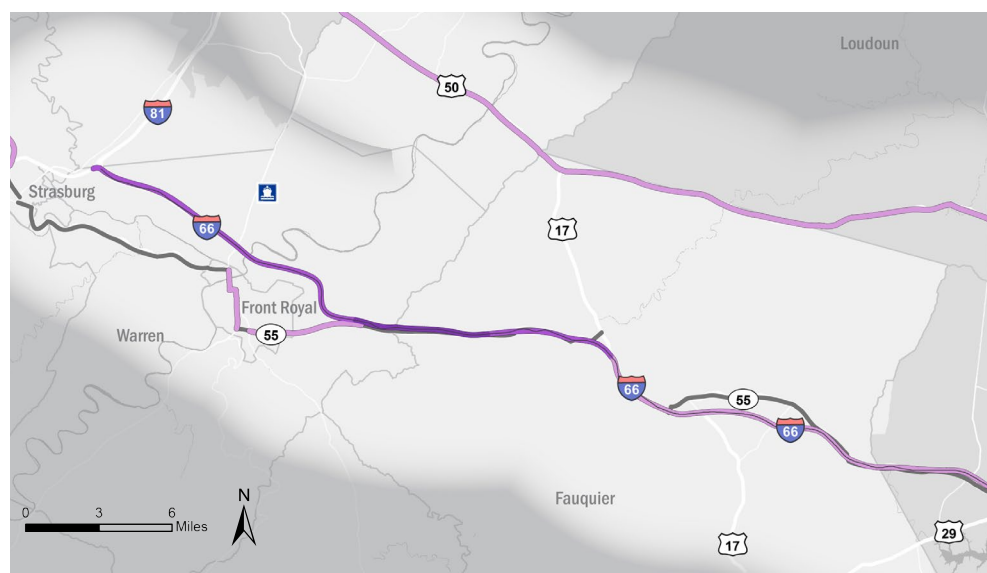 Loudoun
50
81
Strasburg
66
17
Front Royal
55
Warren
66
55
66
Fauquier
N
0 3 6
Miles
17
29